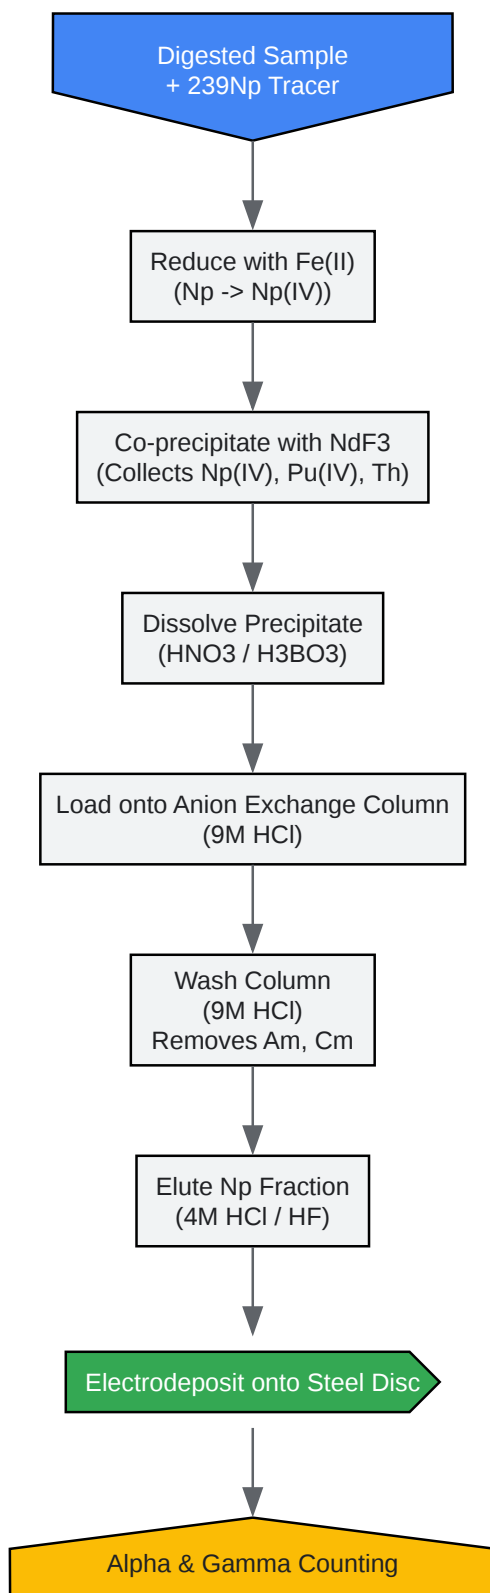 Digested Sample
+ 239Np Tracer
Reduce with Fe(II)
(Np -> Np(IV))
Co-precipitate with NdF3
(Collects Np(IV), Pu(IV), Th)
Dissolve Precipitate
(HNO3 / H3BO3)
Load onto Anion Exchange Column
(9M HCl)
Wash Column
(9M HCl)
Removes Am, Cm
Elute Np Fraction
(4M HCl / HF)
Electrodeposit onto Steel Disc
Alpha & Gamma Counting